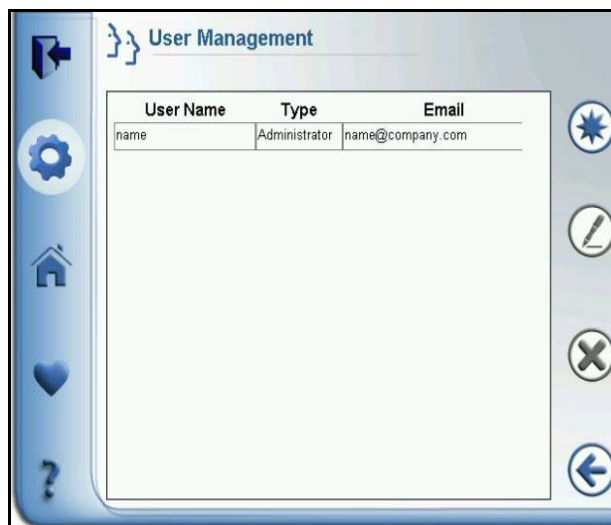 User Management
User Name Type Email
name Administrator name@company.com
?